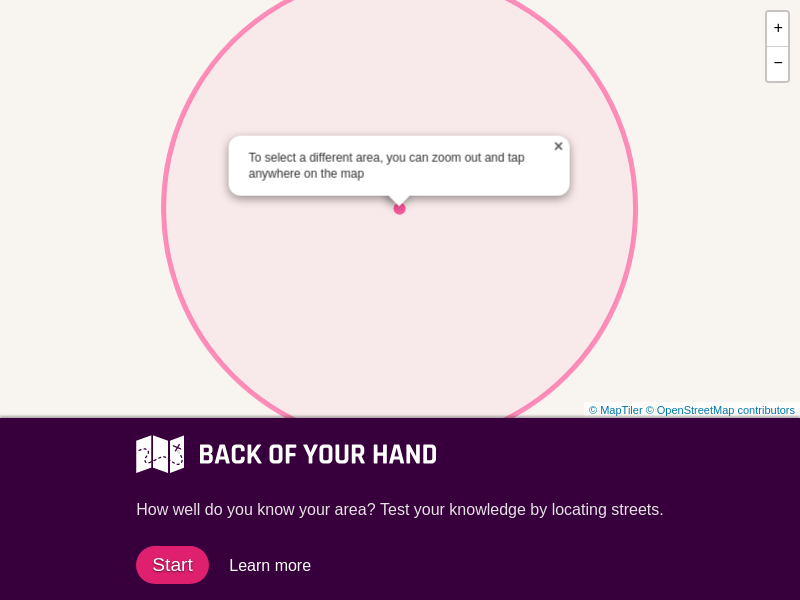 +
−
×
To select a different area, you can zoom out and tap
anywhere on the map
© MapTiler © OpenStreetMap contributors
BACK OF YOUR HAND
How well do you know your area? Test your knowledge by locating streets.
Start
Learn more